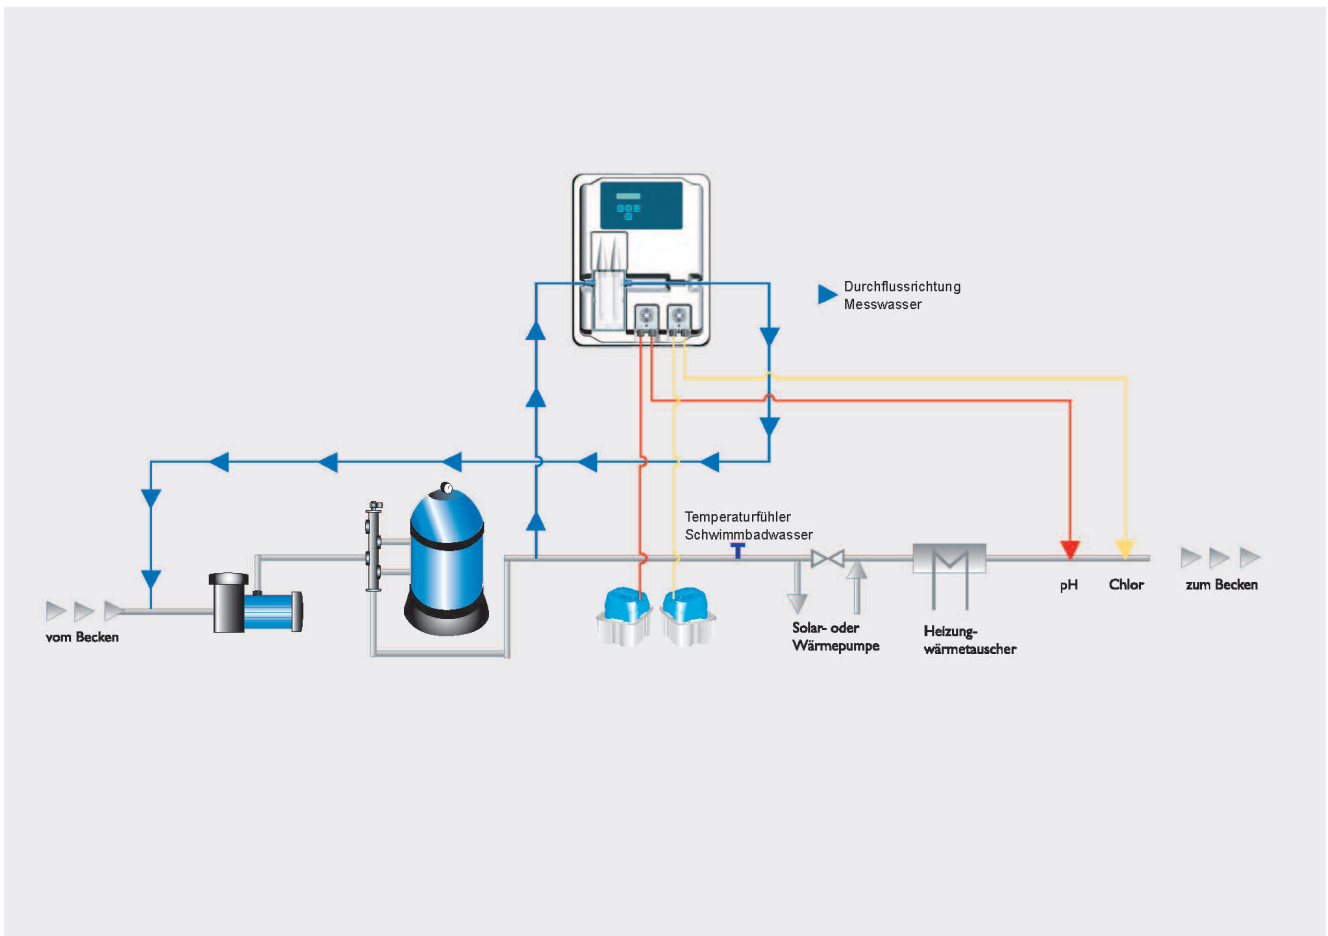 Durchflussrichtung
Messwasser
Temperaturfühler
Schwimmbadwasser
vom Becken
Solar- oder
Wärmepumpe
Heizung-
wärmetauscher
pH
Chlor
zum Becken